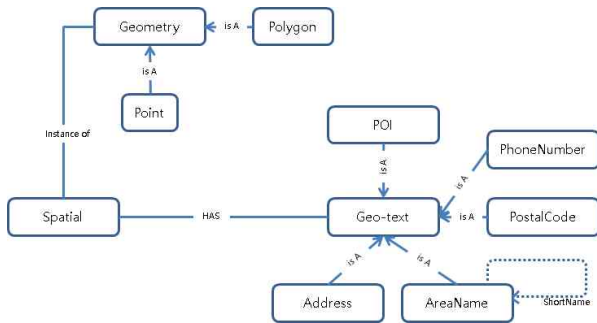 Geometry
is A
Polygon
is A
Point
Instance of
POI
is A
PhoneNumber
is A
Spatial
HAS
Geo-text
is A
PostalCode
is A
is A
Address
AreaName
ShortName